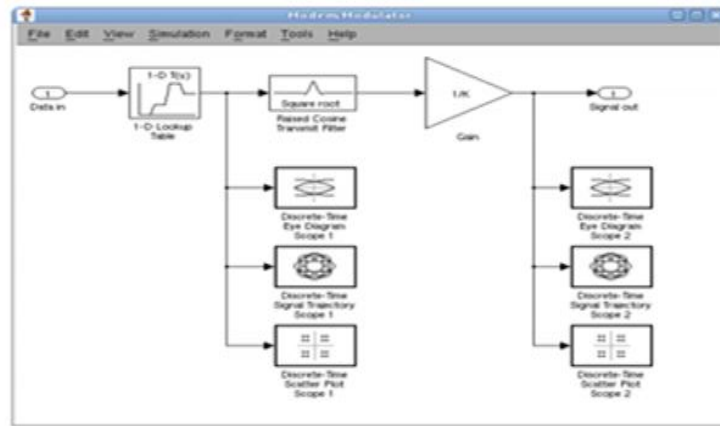 Modem/Modulator
File Edit View Simulation Format Tools Help
1
Data in
1-D T(u)
1-D Lookup
Table
Square root
Raised Cosine
Transmit Filter
1/K
Gain
1
Signal out
Discrete-Time
Eye Diagram
Scope 1
Discrete-Time
Eye Diagram
Scope 2
Discrete-Time
Signal Trajectory
Scope 1
Discrete-Time
Signal Trajectory
Scope 2
Discrete-Time
Scatter Plot
Scope 1
Discrete-Time
Scatter Plot
Scope 2